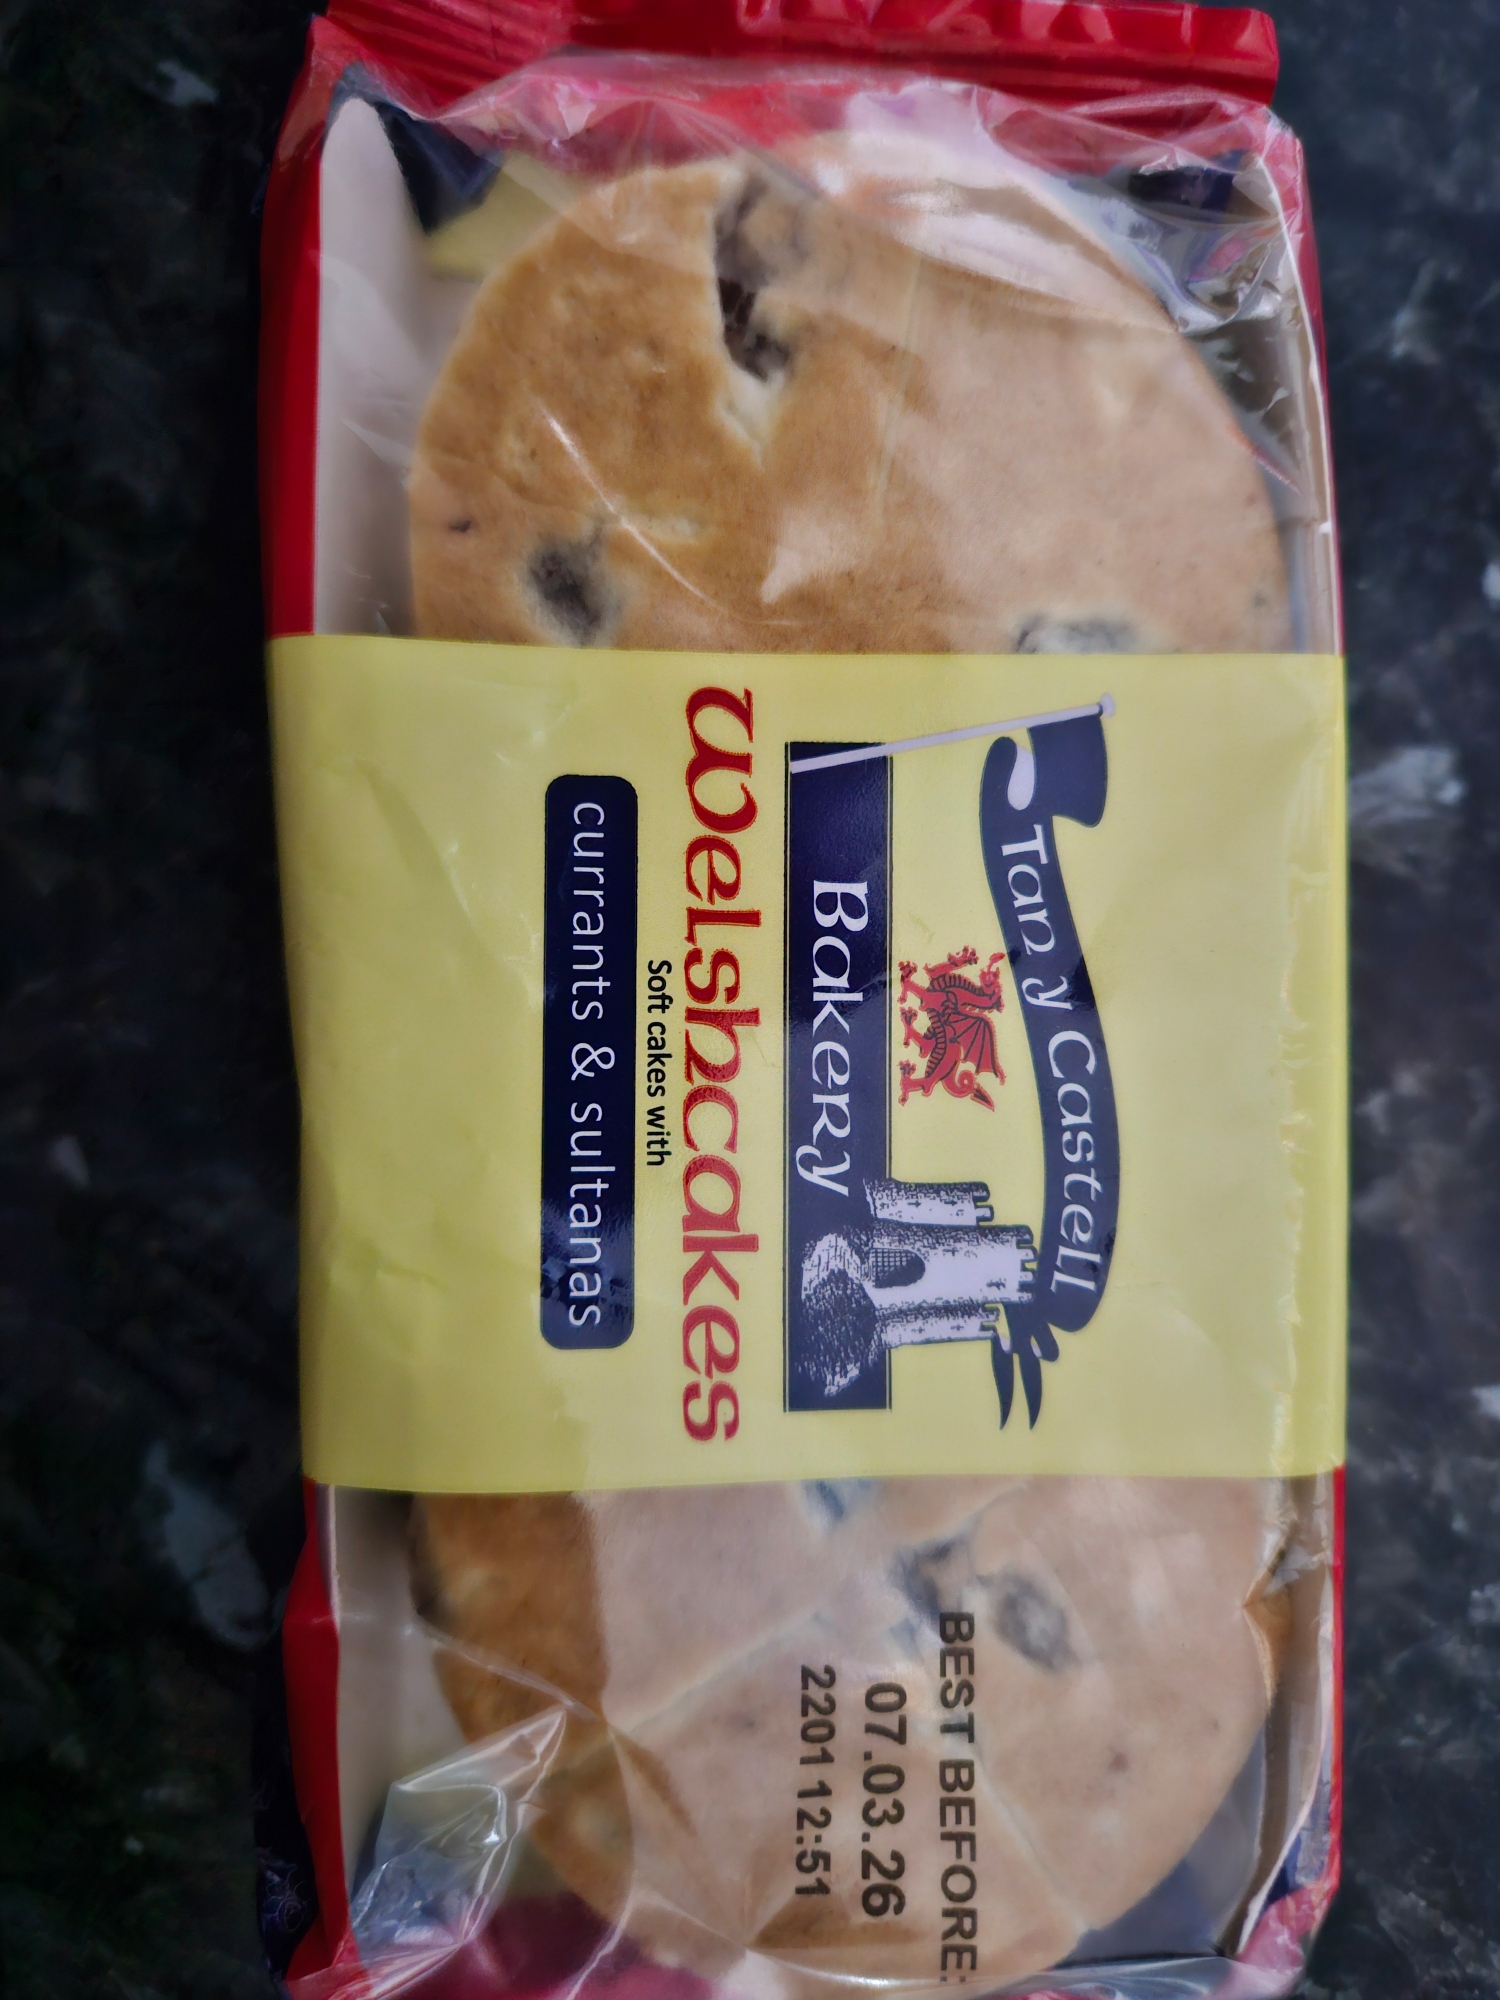 Tan y Castell
Bakery
welshcakes
Soft cakes with
currants & sultanas
BEST BEFORE:
07.03.26
2201 12:51